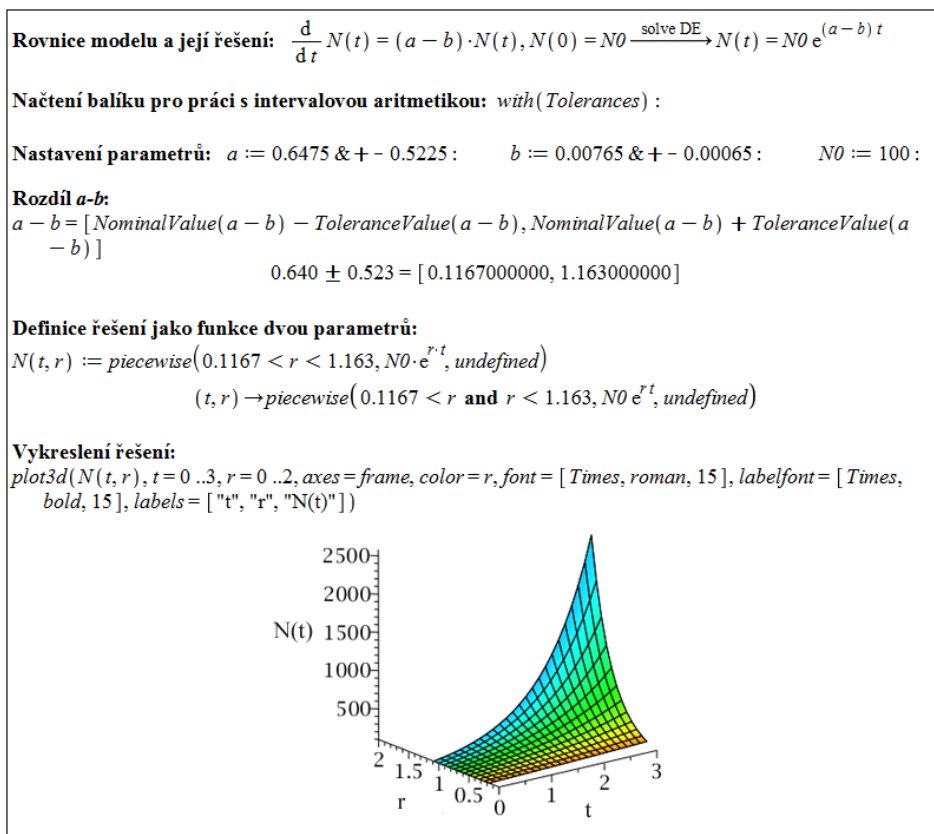 Rovnice modelu a její řešení: d/dt N(t) = (a − b)·N(t), N(0) = N0 solve DE→ N(t) = N0 e^((a − b) t)
Načtení balíku pro práci s intervalovou aritmetikou: with(Tolerances) :
Nastavení parametrů: a := 0.6475 &+− 0.5225 : b := 0.00765 &+− 0.00065 : N0 := 100 :
Rozdíl a-b:
a − b = [NominalValue(a − b) − ToleranceValue(a − b), NominalValue(a − b) + ToleranceValue(a
− b)]
0.640 ± 0.523 = [0.1167000000, 1.163000000]
Definice řešení jako funkce dvou parametrů:
N(t, r) := piecewise(0.1167 < r < 1.163, N0·e^(r·t), undefined)
(t, r) → piecewise(0.1167 < r and r < 1.163, N0 e^(r t), undefined)
Vykreslení řešení:
plot3d(N(t, r), t = 0 ..3, r = 0 ..2, axes = frame, color = r, font = [Times, roman, 15], labelfont = [Times,
bold, 15], labels = ["t", "r", "N(t)"])
2500
2000
N(t) 1500
1000
500
2 1.5 1 0.5 0 1 2 3
r t